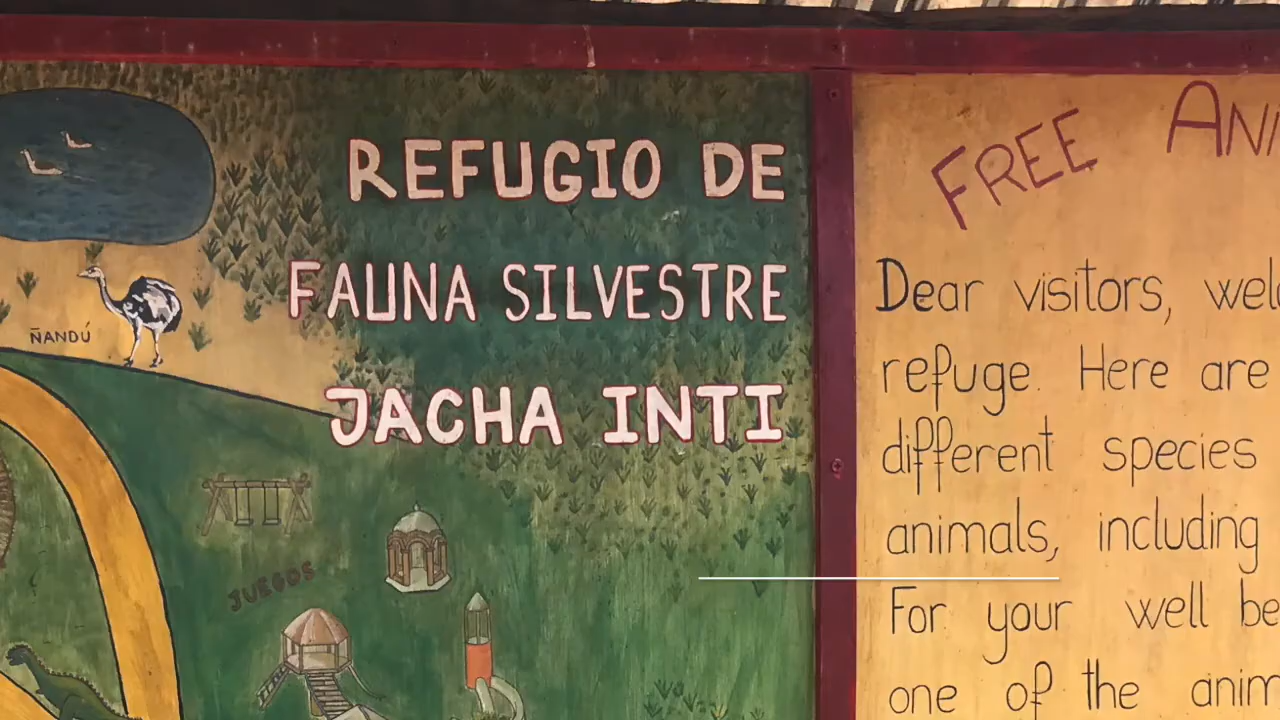 REFUGIO DE
FAUNA SILVESTRE
JACHA INTI
ÑANDÚ
JUEGOS
FREE
Dear visitors,
refuge. Here are
different species
animals, including
For your well
one of the